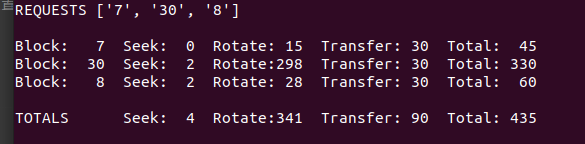 REQUESTS ['7', '30', '8']
Block:   7  Seek:  0  Rotate: 15  Transfer: 30  Total:  45
Block:  30  Seek:  2  Rotate:298  Transfer: 30  Total: 330
Block:   8  Seek:  2  Rotate: 28  Transfer: 30  Total:  60
TOTALS      Seek:  4  Rotate:341  Transfer: 90  Total: 435